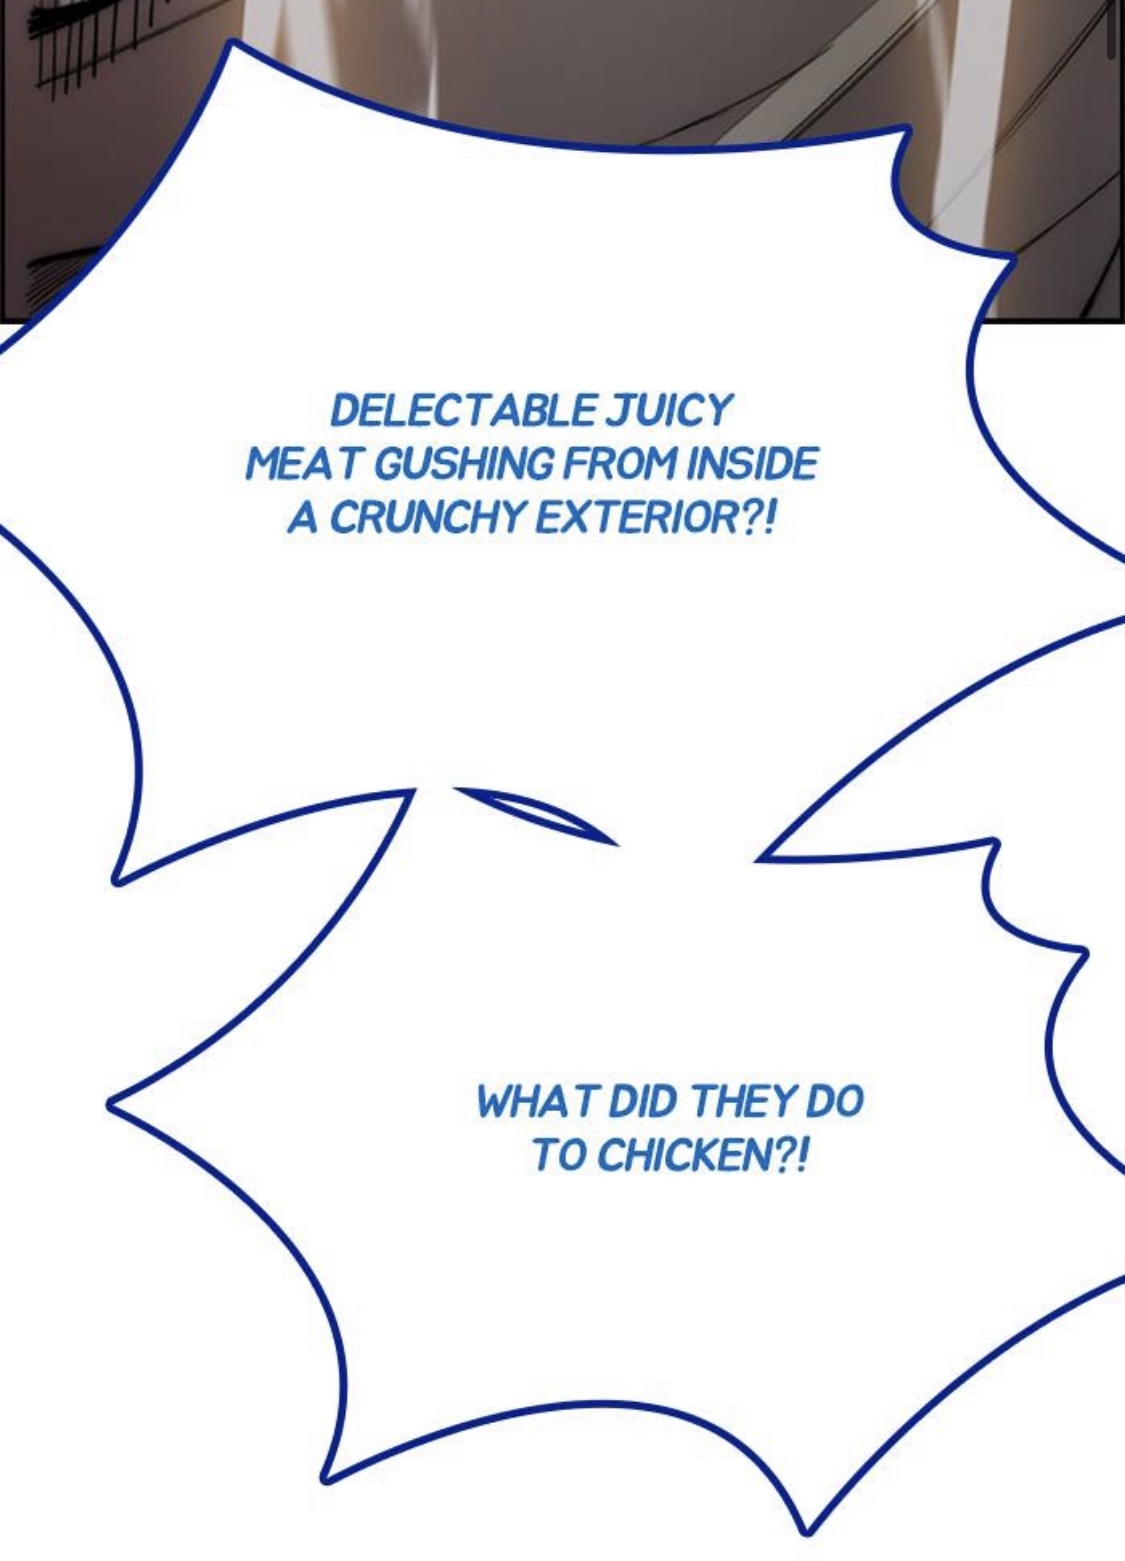 DELECTABLE JUICY
MEAT GUSHING FROM INSIDE
A CRUNCHY EXTERIOR?!
WHAT DID THEY DO
TO CHICKEN?!